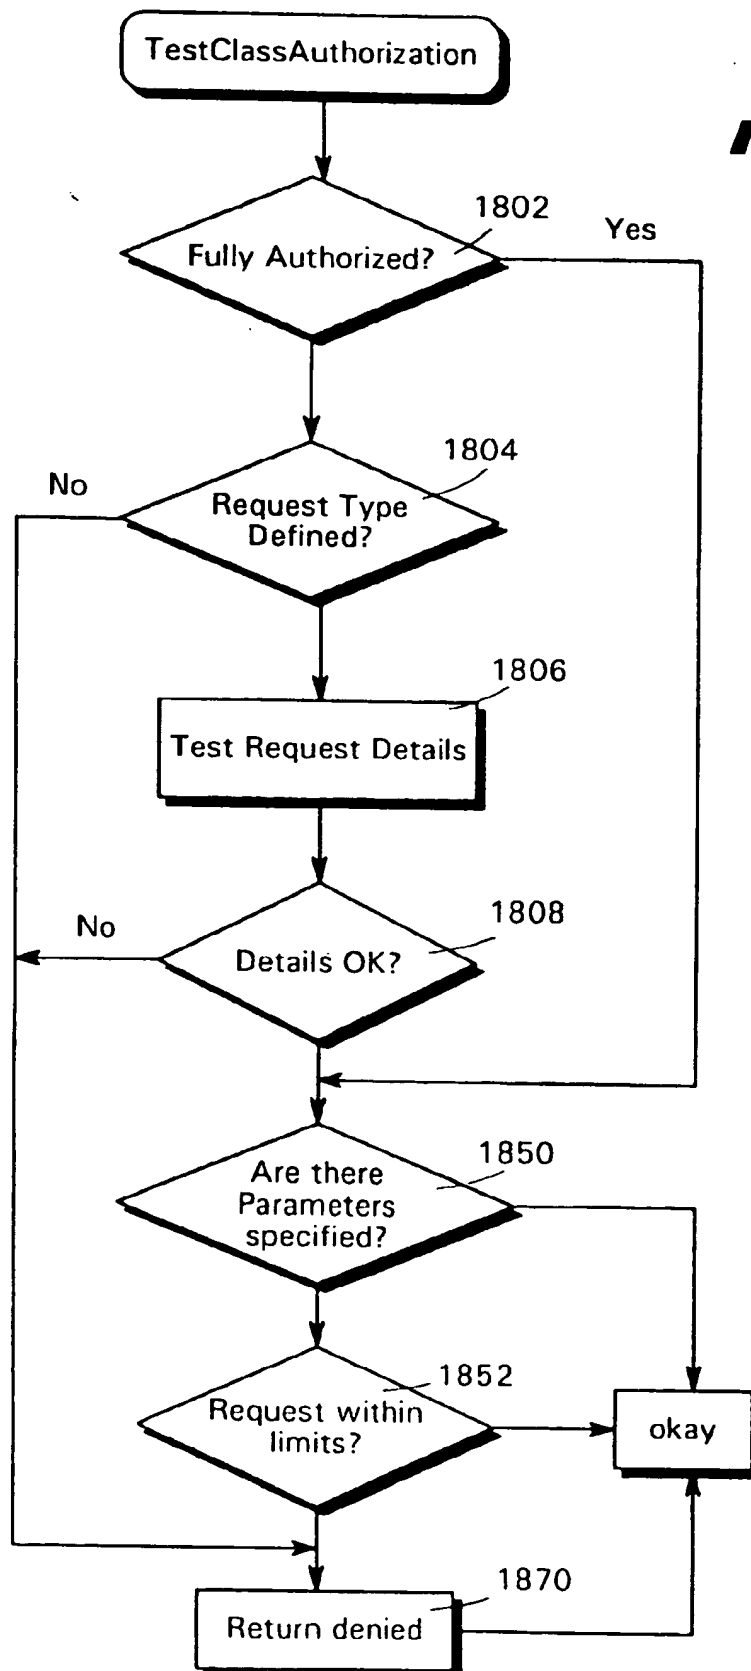 TestClassAuthorization
1802
Yes
Fully Authorized?
1804
No
Request Type
Defined?
1806
Test Request Details
1808
No
Details OK?
1850
Are there
Parameters
specified?
1852
Request within
limits?
okay
1870
Return denied